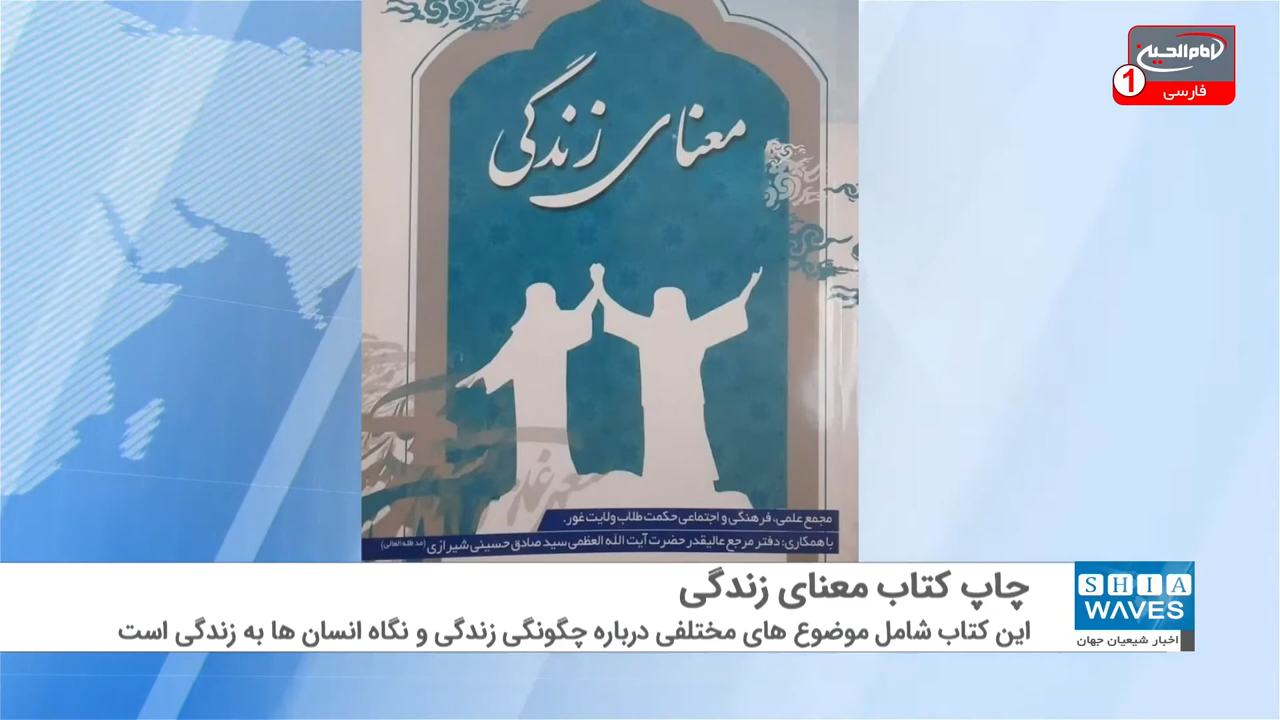 امام الحسین
1
فارسی
معنای زندگی
مجمع علمی، فرهنگی و اجتماعی حکمت طلاب ولایت غور.
با همکاری: دفتر مرجع عالیقدر حضرت آیت الله العظمی سید صادق حسینی شیرازی (مد ظله العالی)
چاپ کتاب معنای زندگی
این کتاب شامل موضوع های مختلفی درباره چگونگی زندگی و نگاه انسان ها به زندگی است
SHIA
WAVES
اخبار شیعیان جهان